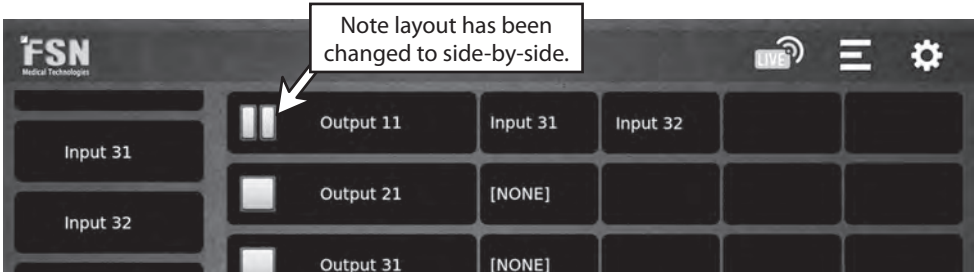 Note layout has been
changed to side-by-side.
FSN
Medical Technologies
LIVE
Input 31
Input 32
Output 11 Input 31 Input 32
Output 21 [NONE]
Output 31 [NONE]